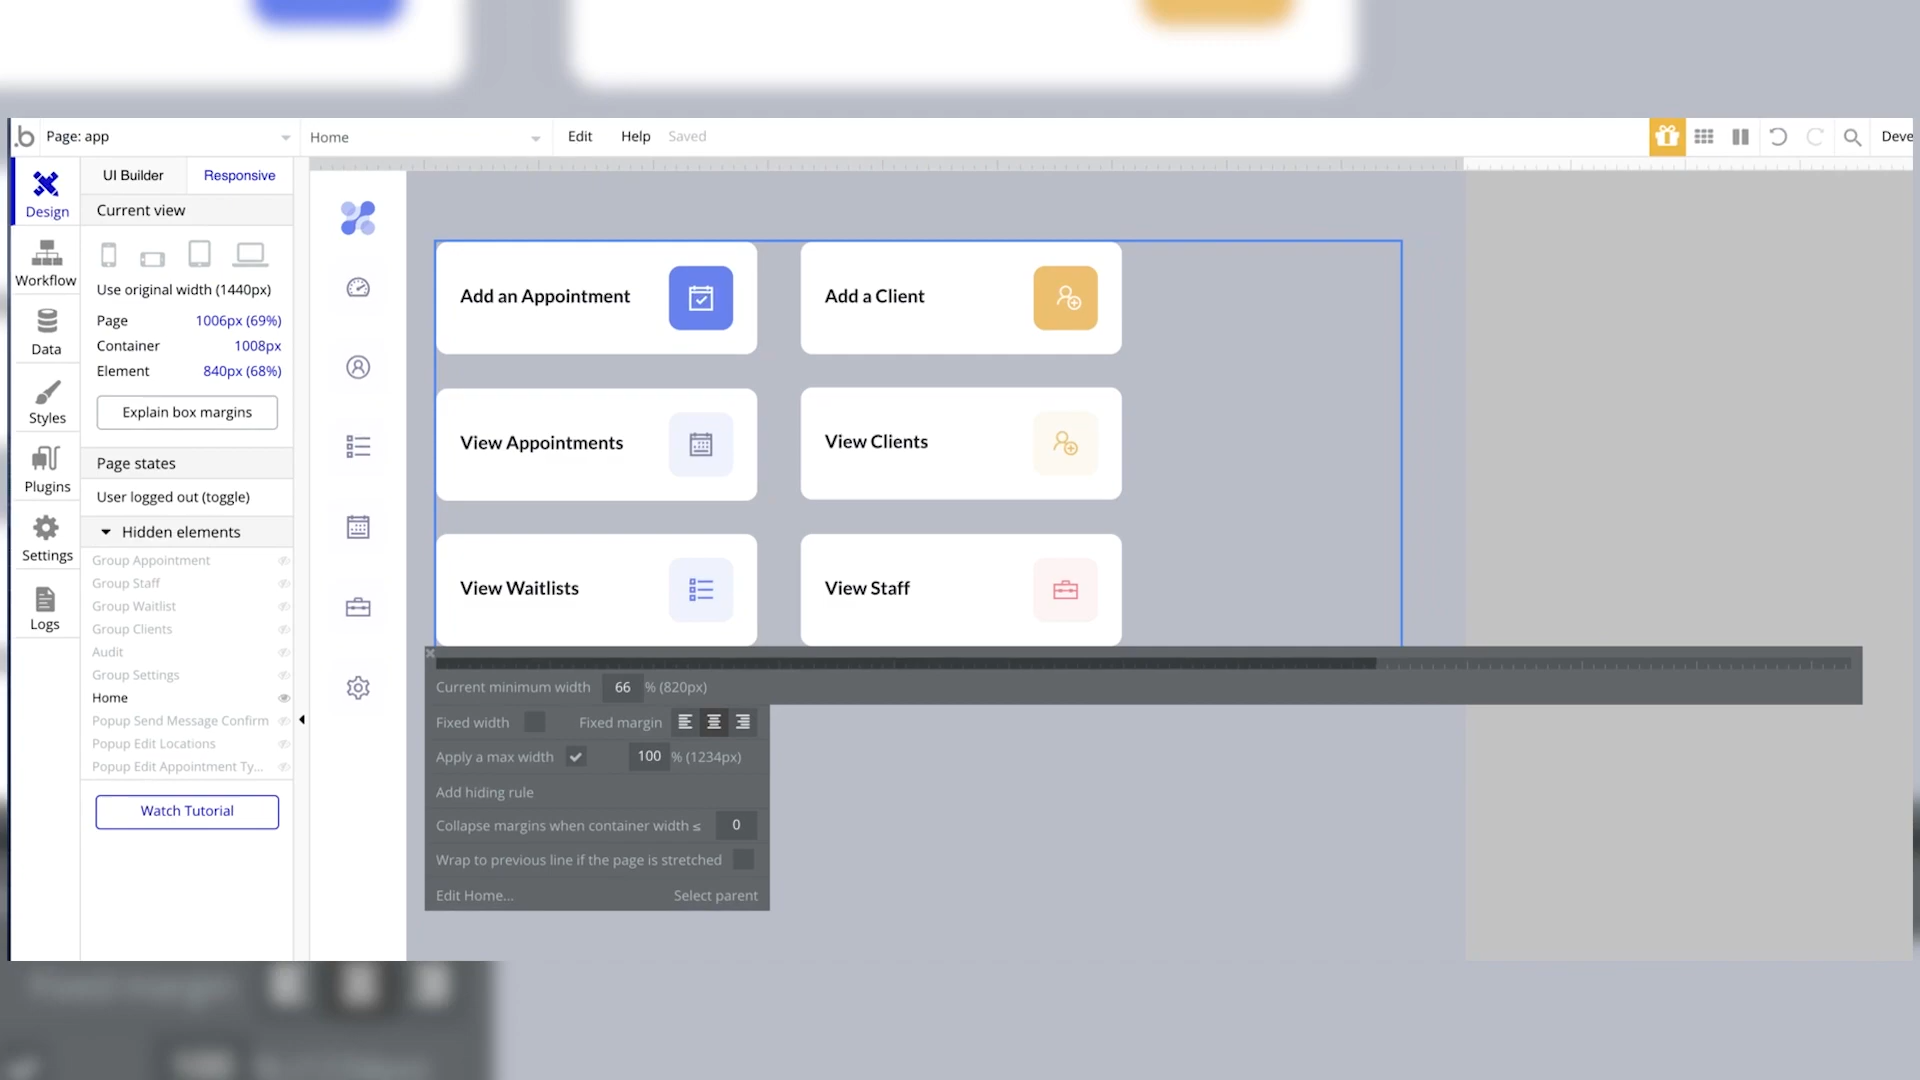 .b Page: app
Home
Edit
Help
Saved
Deve
Design
Workflow
Data
Styles
Plugins
Settings
Logs
UI Builder
Responsive
Current view
Use original width (1440px)
Page 1006px (69%)
Container 1008px
Element 840px (68%)
Explain box margins
Page states
User logged out (toggle)
Hidden elements
Group Appointment
Group Staff
Group Waitlist
Group Clients
Audit
Group Settings
Home
Popup Send Message Confirm
Popup Edit Locations
Popup Edit Appointment Ty...
Watch Tutorial
Add an Appointment
Add a Client
View Appointments
View Clients
View Waitlists
View Staff
Current minimum width 66 % (820px)
Fixed width Fixed margin
Apply a max width 100 % (1234px)
Add hiding rule
Collapse margins when container width ≤ 0
Wrap to previous line if the page is stretched
Edit Home... Select parent